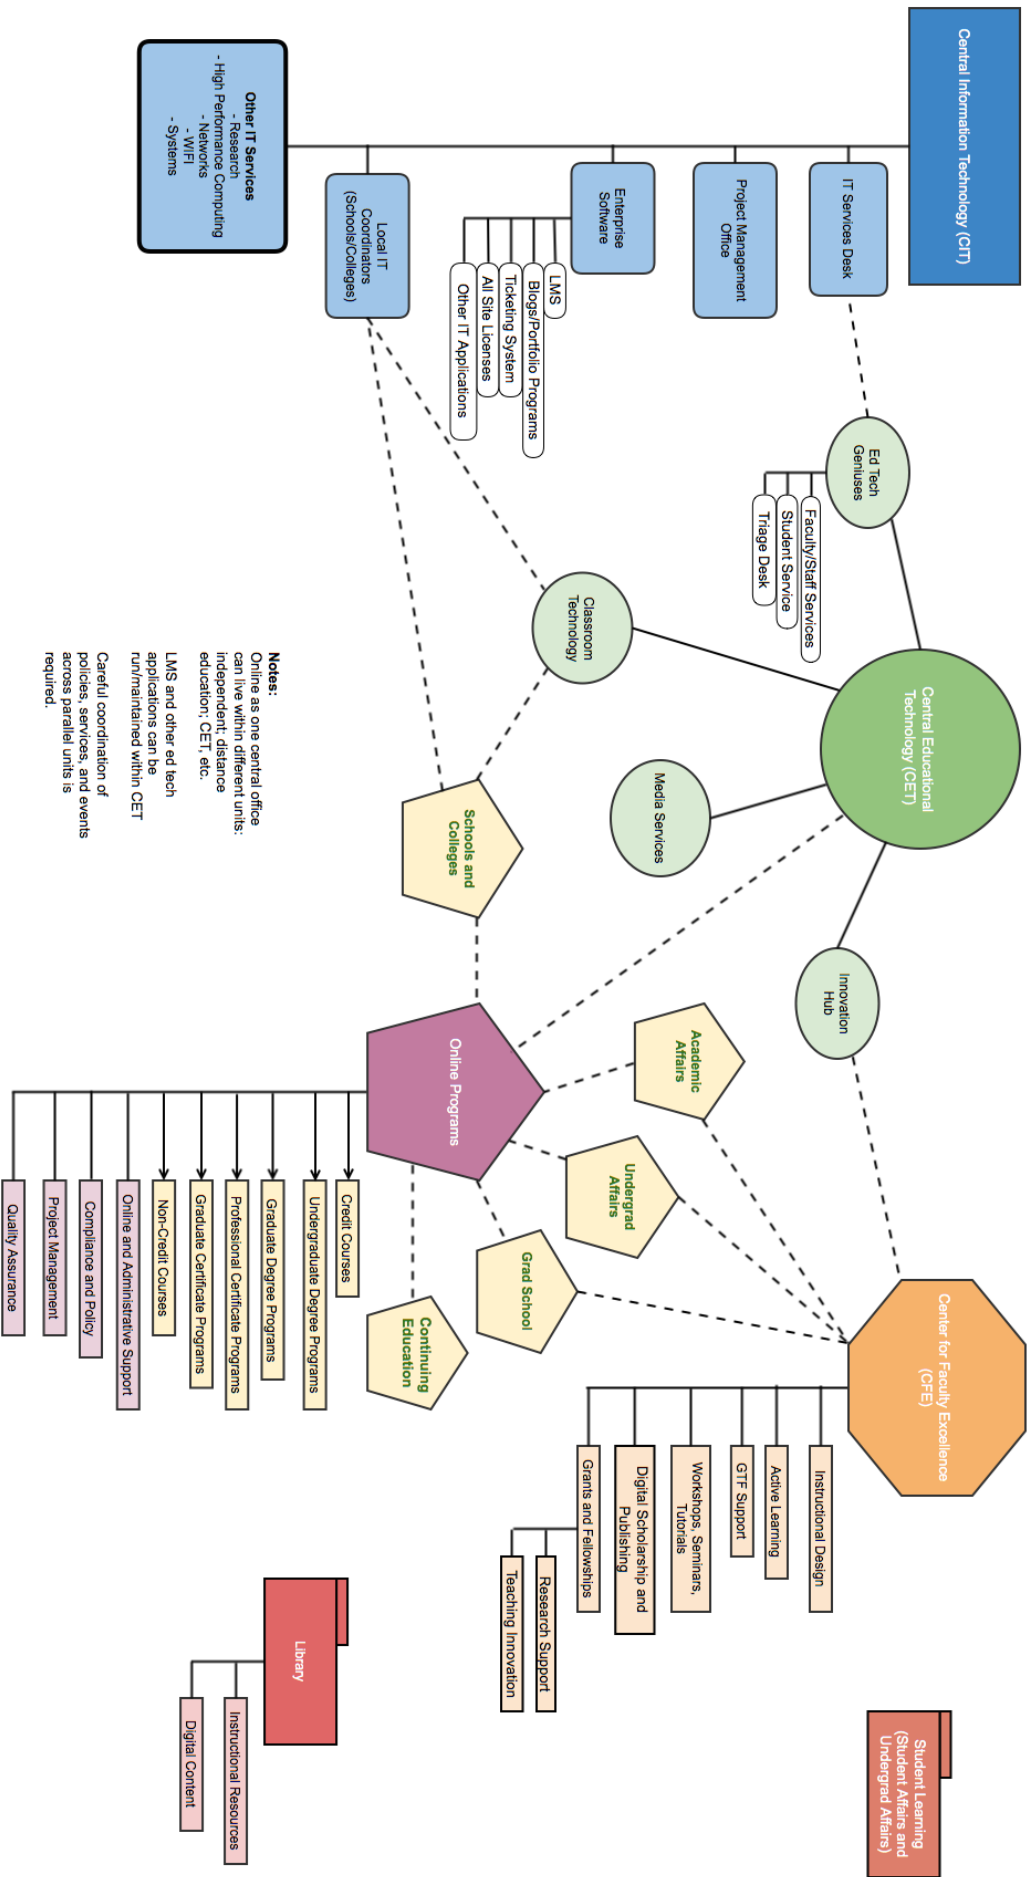 Central Information Technology (CIT)
IT Services Desk
Project Management
Office
Enterprise
Software
LMS
Blogs/Portfolio Programs
Ticketing System
All Site Licenses
Other IT Applications
Local IT
Coordinators
(Schools/Colleges)
Other IT Services
- Research
- High Performance Computing
- Networks
- WIFI
- Systems
Central Educational
Technology (CET)
Ed Tech
Geniuses
Faculty/Staff Services
Student Service
Triage Desk
Classroom
Technology
Media Services
Innovation
Hub
Schools and
Colleges
Academic
Affairs
Undergrad
Affairs
Grad School
Continuing
Education
Online Programs
Credit Courses
Undergraduate Degree Programs
Graduate Degree Programs
Professional Certificate Programs
Graduate Certificate Programs
Non-Credit Courses
Online and Administrative Support
Compliance and Policy
Project Management
Quality Assurance
Center for Faculty Excellence
(CFE)
Instructional Design
Active Learning
GTF Support
Workshops, Seminars,
Tutorials
Digital Scholarship and
Publishing
Grants and Fellowships
Research Support
Teaching Innovation
Student Learning
(Student Affairs and
Undergrad Affairs)
Library
Instructional Resources
Digital Content
Notes:
Online as one central office
can live within different units:
independent; distance
education; CET, etc.
LMS and other ed tech
applications can be
run/maintained within CET
Careful coordination of
policies, services, and events
across parallel units is
required.